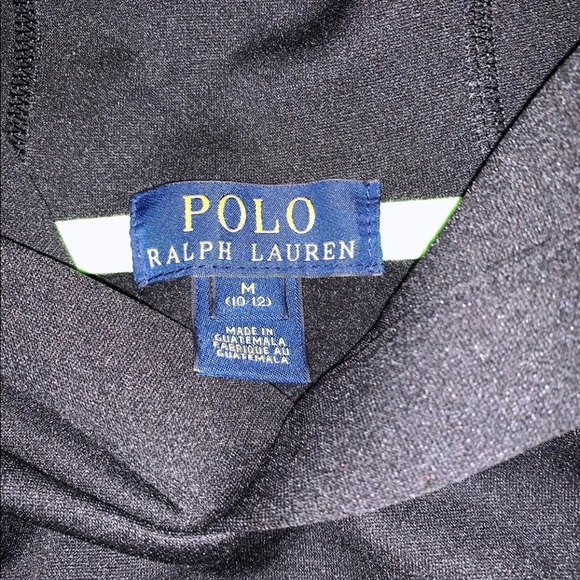 POLO
RALPH LAUREN
M
(10-12)
MADE IN
GUATEMALA
FABRIQUE AU
GUATEMALA